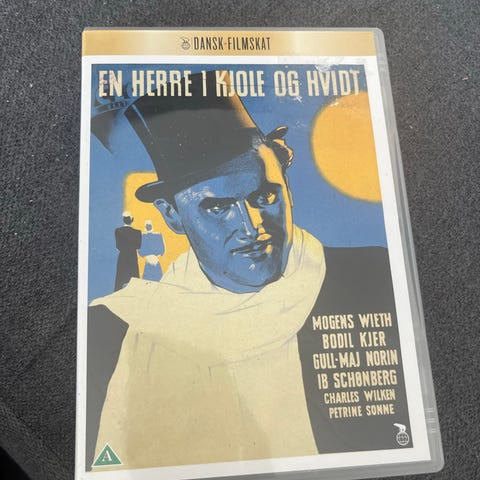 DANSK-FILMSKAT
EN HERRE I KJOLE OG HVIDT
MOGENS WIETH
BODIL KJER
GULL-MAJ NORIN
IB SCHØNBERG
CHARLES WILKEN
PETRINE SONNE
A